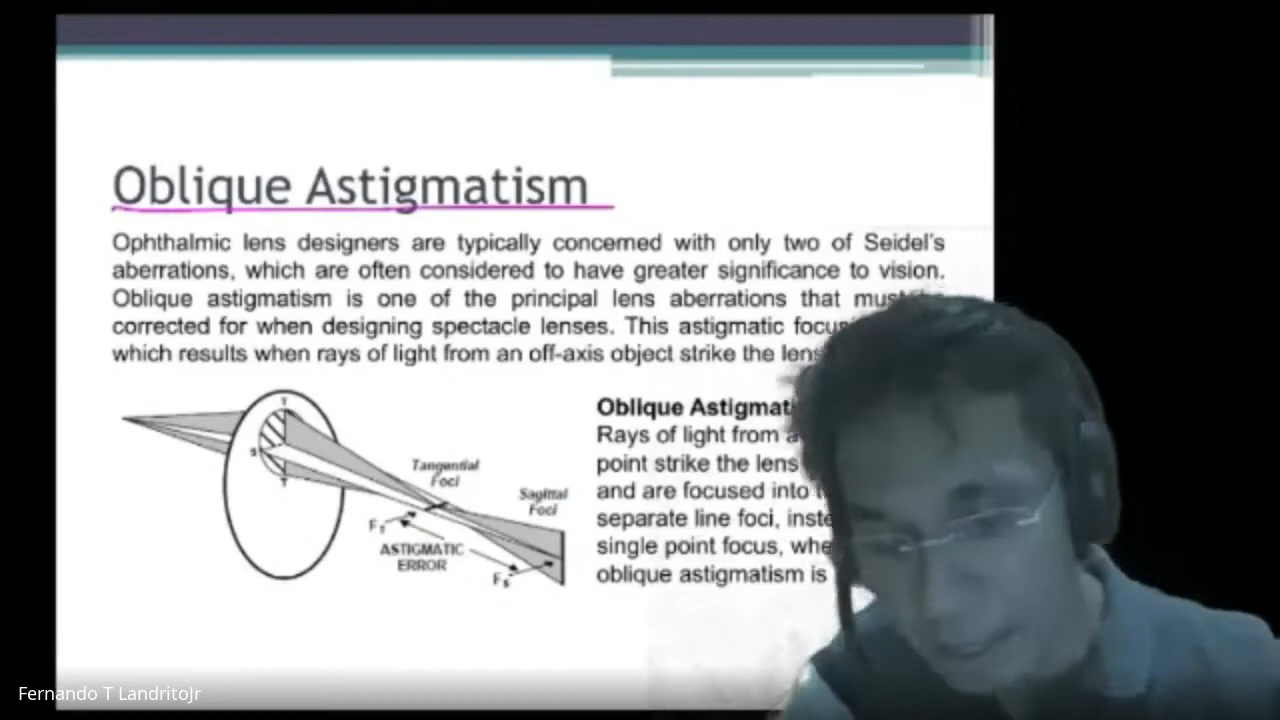 Oblique Astigmatism
Ophthalmic lens designers are typically concerned with only two of Seidel's
aberrations, which are often considered to have greater significance to vision.
Oblique astigmatism is one of the principal lens aberrations that must
corrected for when designing spectacle lenses. This astigmatic focus
which results when rays of light from an off-axis object strike the lens
Oblique Astigmat
Rays of light from a
point strike the lens
and are focused into
separate line foci, inste
single point focus, whe
oblique astigmatism is
T
S
T
Tangential
Foci
Sagittal
Foci
FT
ASTIGMATIC
ERROR
FS
Fernando T LandritoJr